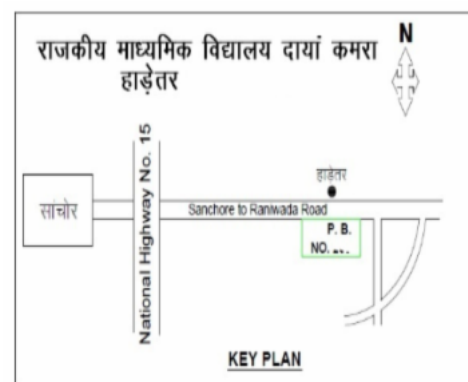 राजकीय माध्यमिक विद्यालय दायां कमरा
हाड़ेतर
N
National Highway No. 15
हाड़ेतर
सांचोर
Sanchore to Raniwada Road
P. B.
NO.
KEY PLAN